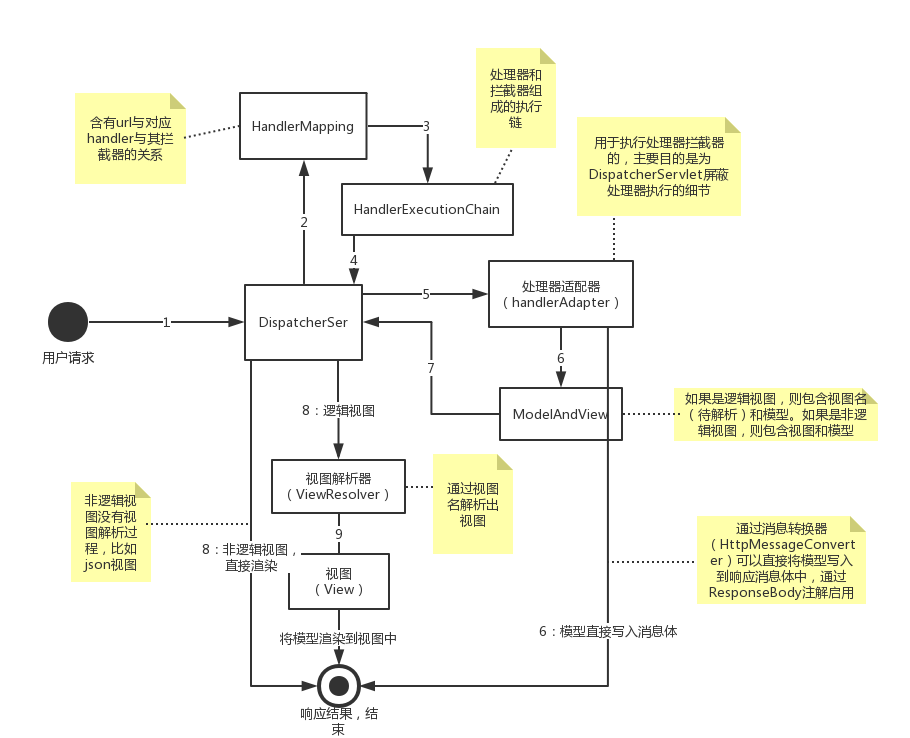 处理器和
拦截器组
成的执行
链
含有url与对应
handler与其拦
截器的关系
HandlerMapping
3
用于执行处理器拦截器
的，主要目的是为
DispatcherServlet屏蔽
处理器执行的细节
HandlerExecutionChain
2
4
处理器适配器
（handlerAdapter）
5
1
DispatcherSer
用户请求
6
7
8：逻辑视图
ModelAndView
如果是逻辑视图，则包含视图名
（待解析）和模型。如果是非逻
辑视图，则包含视图和模型
视图解析器
（ViewResolver）
通过视图
名解析出
视图
非逻辑视
图没有视
图解析过
程，比如
json视图
9
8：非逻辑视图，
直接渲染
视图
（View）
通过消息转换器
（HttpMessageConvert
er）可以直接将模型写入
到响应消息体中，通过
ResponseBody注解启用
将模型渲染到视图中
6：模型直接写入消息体
响应结果，结
束